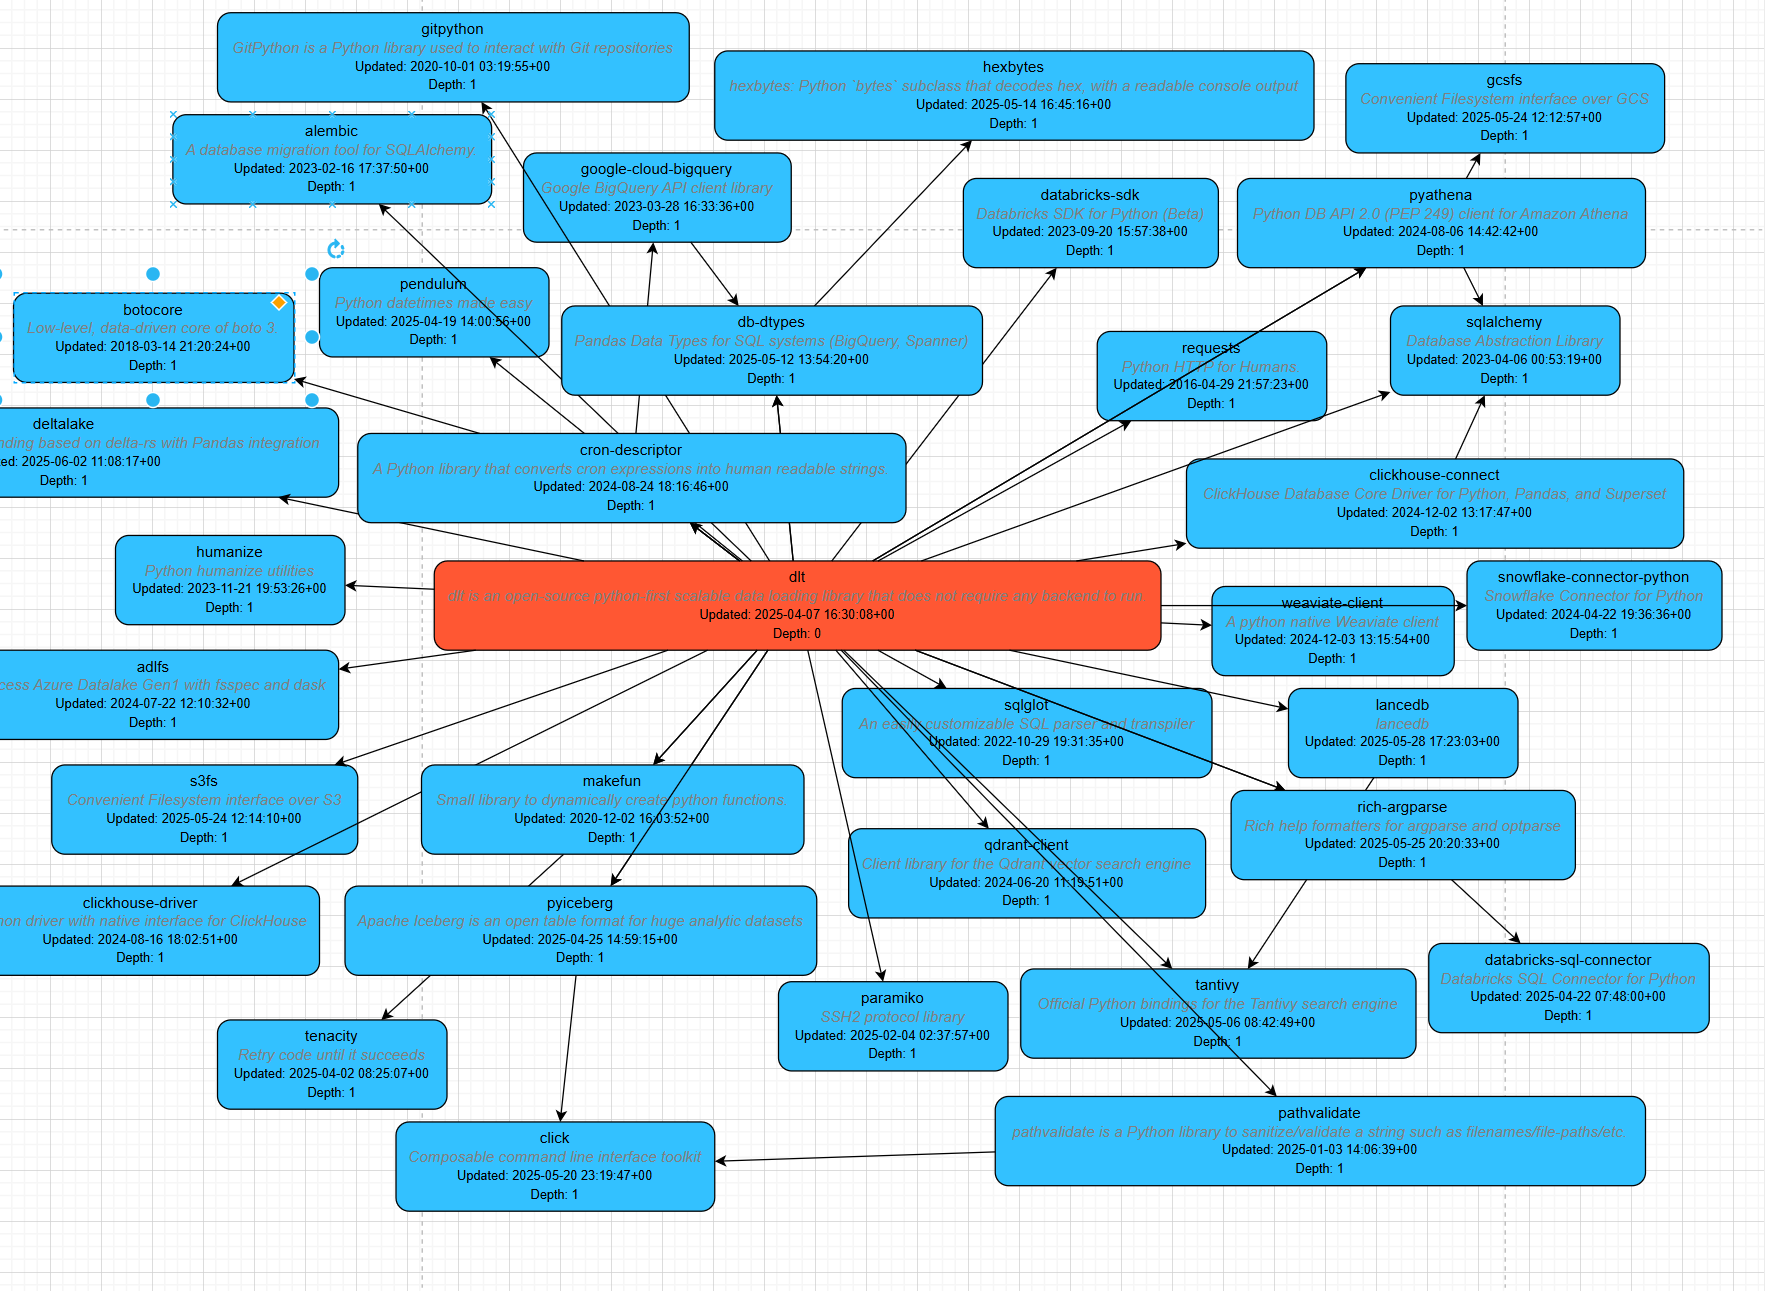 gitpython
GitPython is a Python library used to interact with Git repositories
Updated: 2020-10-01 03:19:55+00
Depth: 1
hexbytes
hexbytes: Python `bytes` subclass that decodes hex, with a readable console output
Updated: 2025-05-14 16:45:16+00
Depth: 1
gcsfs
Convenient Filesystem interface over GCS
Updated: 2025-05-24 12:12:57+00
Depth: 1
alembic
A database migration tool for SQLAlchemy.
Updated: 2023-02-16 17:37:50+00
Depth: 1
google-cloud-bigquery
Google BigQuery API client library
Updated: 2023-03-28 16:33:36+00
Depth: 1
databricks-sdk
Databricks SDK for Python (Beta)
Updated: 2023-09-20 15:57:38+00
Depth: 1
pyathena
Python DB API 2.0 (PEP 249) client for Amazon Athena
Updated: 2024-08-06 14:42:42+00
Depth: 1
botocore
Low-level, data-driven core of boto 3.
Updated: 2018-03-14 21:20:24+00
Depth: 1
pendulum
Python datetimes made easy
Updated: 2025-04-19 14:00:56+00
Depth: 1
db-dtypes
Pandas Data Types for SQL systems (BigQuery, Spanner)
Updated: 2025-05-12 13:54:20+00
Depth: 1
requests
Python HTTP for Humans.
Updated: 2016-04-29 21:57:23+00
Depth: 1
sqlalchemy
Database Abstraction Library
Updated: 2023-04-06 00:53:19+00
Depth: 1
deltalake
nding based on delta-rs with Pandas integration
ed: 2025-06-02 11:08:17+00
Depth: 1
cron-descriptor
A Python library that converts cron expressions into human readable strings.
Updated: 2024-08-24 18:16:46+00
Depth: 1
clickhouse-connect
ClickHouse Database Core Driver for Python, Pandas, and Superset
Updated: 2024-12-02 13:17:47+00
Depth: 1
humanize
Python humanize utilities
Updated: 2023-11-21 19:53:26+00
Depth: 1
dlt
dlt is an open-source python-first scalable data loading library that does not require any backend to run.
Updated: 2025-04-07 16:30:08+00
Depth: 0
weaviate-client
A python native Weaviate client
Updated: 2024-12-03 13:15:54+00
Depth: 1
snowflake-connector-python
Snowflake Connector for Python
Updated: 2024-04-22 19:36:36+00
Depth: 1
adlfs
cess Azure Datalake Gen1 with fsspec and dask
Updated: 2024-07-22 12:10:32+00
Depth: 1
sqlglot
An easily customizable SQL parser and transpiler
Updated: 2022-10-29 19:31:35+00
Depth: 1
lancedb
lancedb
Updated: 2025-05-28 17:23:03+00
Depth: 1
s3fs
Convenient Filesystem interface over S3
Updated: 2025-05-24 12:14:10+00
Depth: 1
makefun
Small library to dynamically create python functions.
Updated: 2020-12-02 16:03:52+00
Depth: 1
qdrant-client
Client library for the Qdrant vector search engine
Updated: 2024-06-20 11:19:51+00
Depth: 1
rich-argparse
Rich help formatters for argparse and optparse
Updated: 2025-05-25 20:20:33+00
Depth: 1
clickhouse-driver
hon driver with native interface for ClickHouse
Updated: 2024-08-16 18:02:51+00
Depth: 1
pyiceberg
Apache Iceberg is an open table format for huge analytic datasets
Updated: 2025-04-25 14:59:15+00
Depth: 1
paramiko
SSH2 protocol library
Updated: 2025-02-04 02:37:57+00
Depth: 1
tantivy
Official Python bindings for the Tantivy search engine
Updated: 2025-05-06 08:42:49+00
Depth: 1
databricks-sql-connector
Databricks SQL Connector for Python
Updated: 2025-04-22 07:48:00+00
Depth: 1
tenacity
Retry code until it succeeds
Updated: 2025-04-02 08:25:07+00
Depth: 1
click
Composable command line interface toolkit
Updated: 2025-05-20 23:19:47+00
Depth: 1
pathvalidate
pathvalidate is a Python library to sanitize/validate a string such as filenames/file-paths/etc.
Updated: 2025-01-03 14:06:39+00
Depth: 1